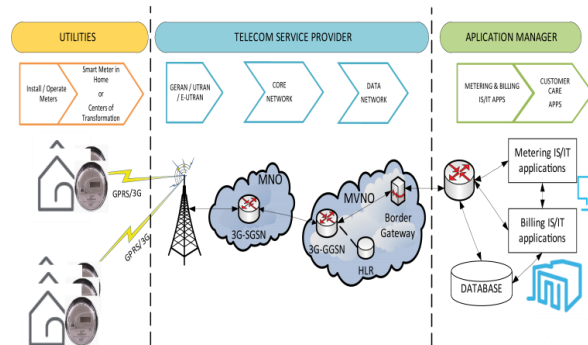 UTILITIES
TELECOM SERVICE PROVIDER
APLICATION MANAGER
Install / Operate
Meters
Smart Meter in
Home
or
Centers of
Transformation
GERAN / UTRAN
/ E-UTRAN
CORE
NETWORK
DATA
NETWORK
METERING & BILLING
IS/IT APPS
CUSTOMER
CARE
APPS
GPRS/3G
GPRS/3G
MNO
3G-SGSN
MVNO
3G-GGSN
HLR
Border
Gateway
Metering IS/IT
applications
Billing IS/IT
applications
DATABASE